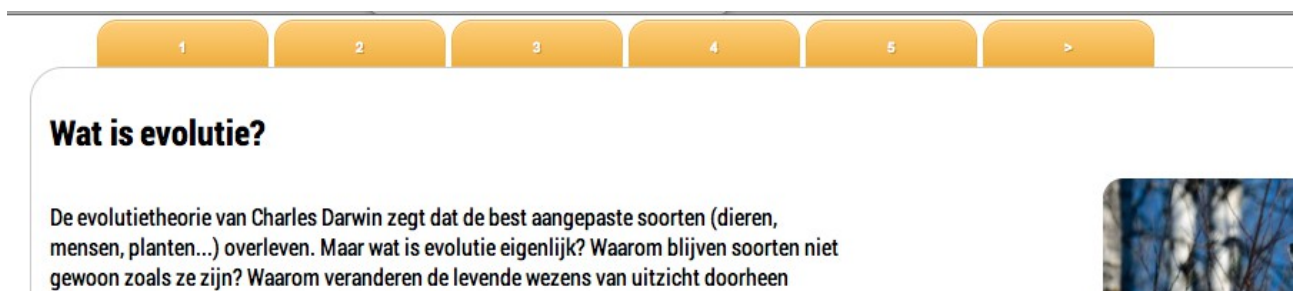 1 2 3 4 5 >
Wat is evolutie?
De evolutietheorie van Charles Darwin zegt dat de best aangepaste soorten (dieren,
mensen, planten...) overleven. Maar wat is evolutie eigenlijk? Waarom blijven soorten niet
gewoon zoals ze zijn? Waarom veranderen de levende wezens van uitzicht doorheen